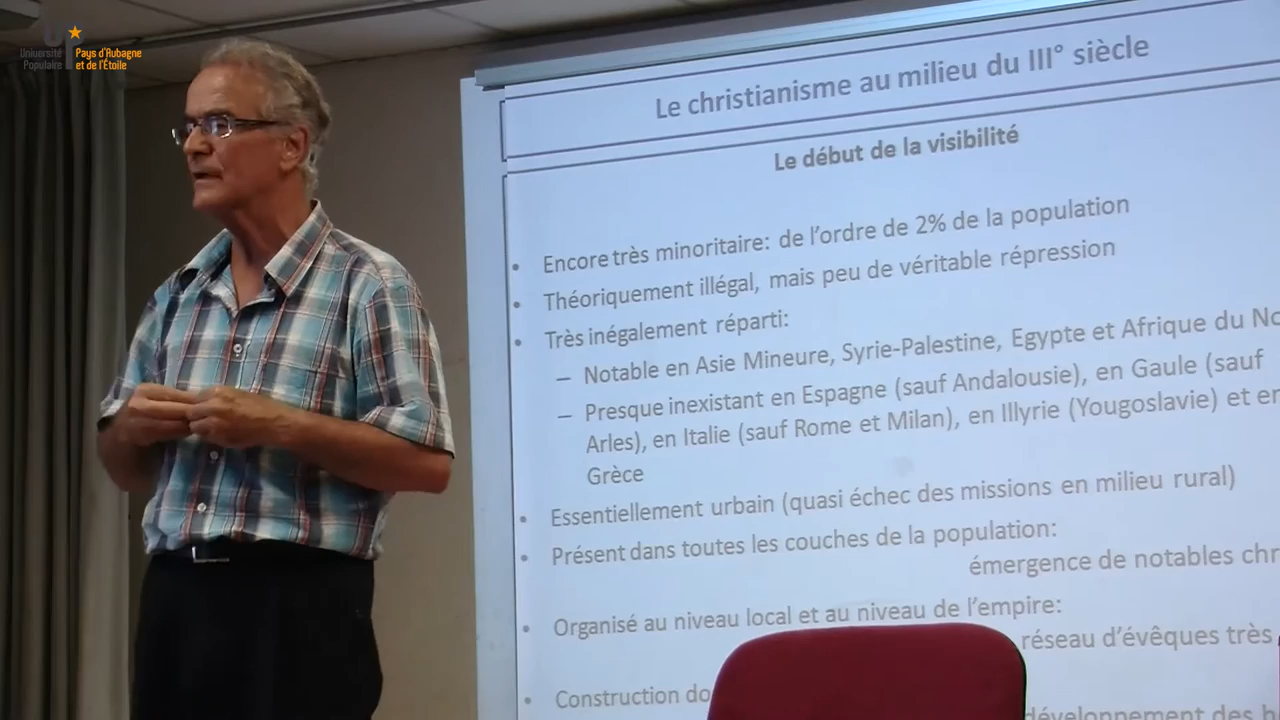 Université
Populaire
Pays d'Aubagne
et de l'Étoile
Le christianisme au milieu du III° siècle
Le début de la visibilité
• Encore très minoritaire: de l'ordre de 2% de la population
• Théoriquement illégal, mais peu de véritable répression
• Très inégalement réparti:
– Notable en Asie Mineure, Syrie-Palestine, Egypte et Afrique du No
– Presque inexistant en Espagne (sauf Andalousie), en Gaule (sauf
Arles), en Italie (sauf Rome et Milan), en Illyrie (Yougoslavie) et en
Grèce
• Essentiellement urbain (quasi échec des missions en milieu rural)
• Présent dans toutes les couches de la population:
émergence de notables chr
• Organisé au niveau local et au niveau de l'empire:
réseau d'évêques très
• Construction do
développement des